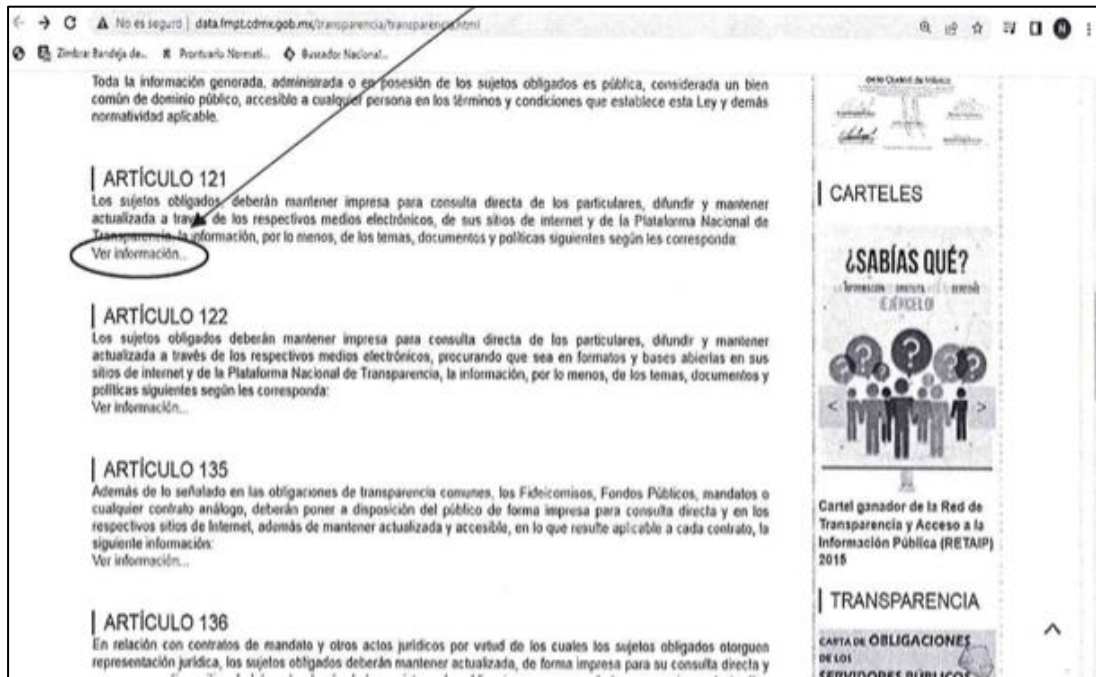 No es seguro | data.fmpt.cdmx.gob.mx/transparencia/transparencia.html
Zimbra: Bandeja de... Prontuario Normati... Buscador Nacional...
Toda la información generada, administrada o en posesión de los sujetos obligados es pública, considerada un bien
común de dominio público, accesible a cualquier persona en los términos y condiciones que establece esta Ley y demás
normatividad aplicable.
ARTÍCULO 121
Los sujetos obligados, deberán mantener impresa para consulta directa de los particulares, difundir y mantener
actualizada a través de los respectivos medios electrónicos, de sus sitios de internet y de la Plataforma Nacional de
Transparencia, la información, por lo menos, de los temas, documentos y políticas siguientes según les corresponda:
Ver información...
ARTÍCULO 122
Los sujetos obligados deberán mantener impresa para consulta directa de los particulares, difundir y mantener
actualizada a través de los respectivos medios electrónicos, procurando que sea en formatos y bases abiertas en sus
sitios de internet y de la Plataforma Nacional de Transparencia, la información, por lo menos, de los temas, documentos y
políticas siguientes según les corresponda:
Ver información...
ARTÍCULO 135
Además de lo señalado en las obligaciones de transparencia comunes, los Fideicomisos, Fondos Públicos, mandatos o
cualquier contrato análogo, deberán poner a disposición del público de forma impresa para consulta directa y en los
respectivos sitios de Internet, además de mantener actualizada y accesible, en lo que resulte aplicable a cada contrato, la
siguiente información:
Ver información...
ARTÍCULO 136
En relación con contratos de mandato y otros actos jurídicos por virtud de los cuales los sujetos obligados otorguen
representación jurídica, los sujetos obligados deberán mantener actualizada, de forma impresa para su consulta directa y
de la Ciudad de México
CARTELES
¿SABÍAS QUÉ?
EJÉRCELO!
Cartel ganador de la Red de
Transparencia y Acceso a la
Información Pública (RETAIP)
2015
TRANSPARENCIA
CARTA DE OBLIGACIONES
DE LOS
SERVIDORES PÚBLICOS